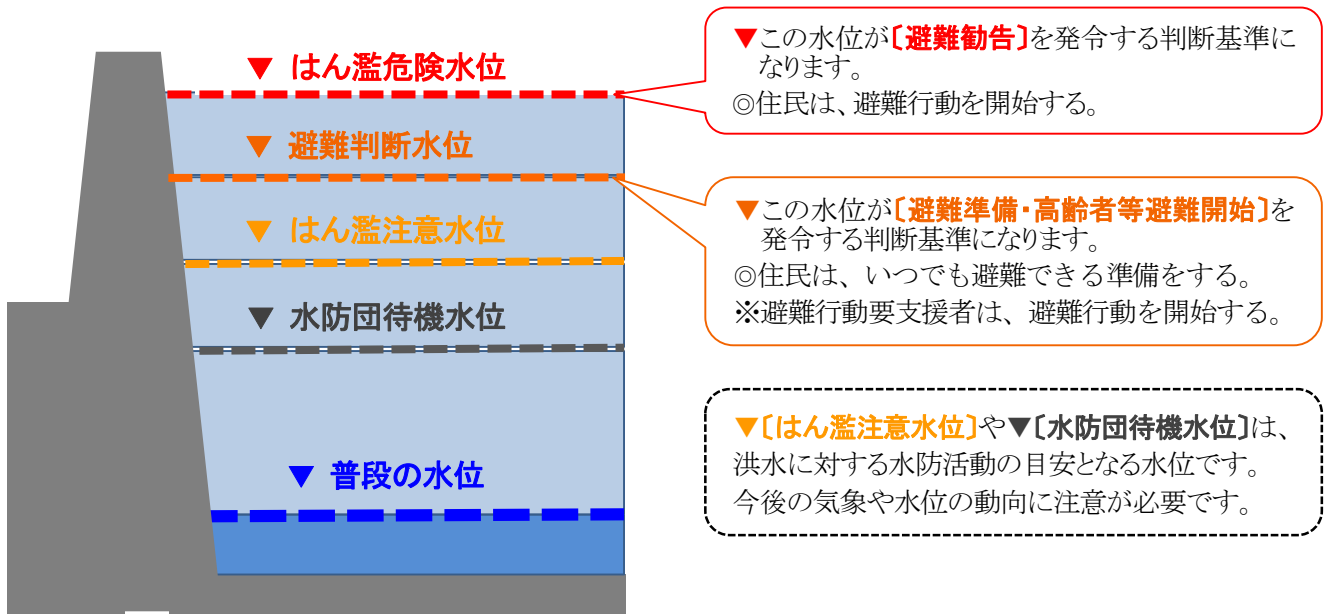 ▼ はん濫危険水位
▼ 避難判断水位
▼ はん濫注意水位
▼ 水防団待機水位
▼ 普段の水位
▼この水位が〔避難勧告〕を発令する判断基準に
なります。
◎住民は、避難行動を開始する。
▼この水位が〔避難準備・高齢者等避難開始〕を
発令する判断基準になります。
◎住民は、いつでも避難できる準備をする。
※避難行動要支援者は、避難行動を開始する。
▼〔はん濫注意水位〕や▼〔水防団待機水位〕は、
洪水に対する水防活動の目安となる水位です。
今後の気象や水位の動向に注意が必要です。